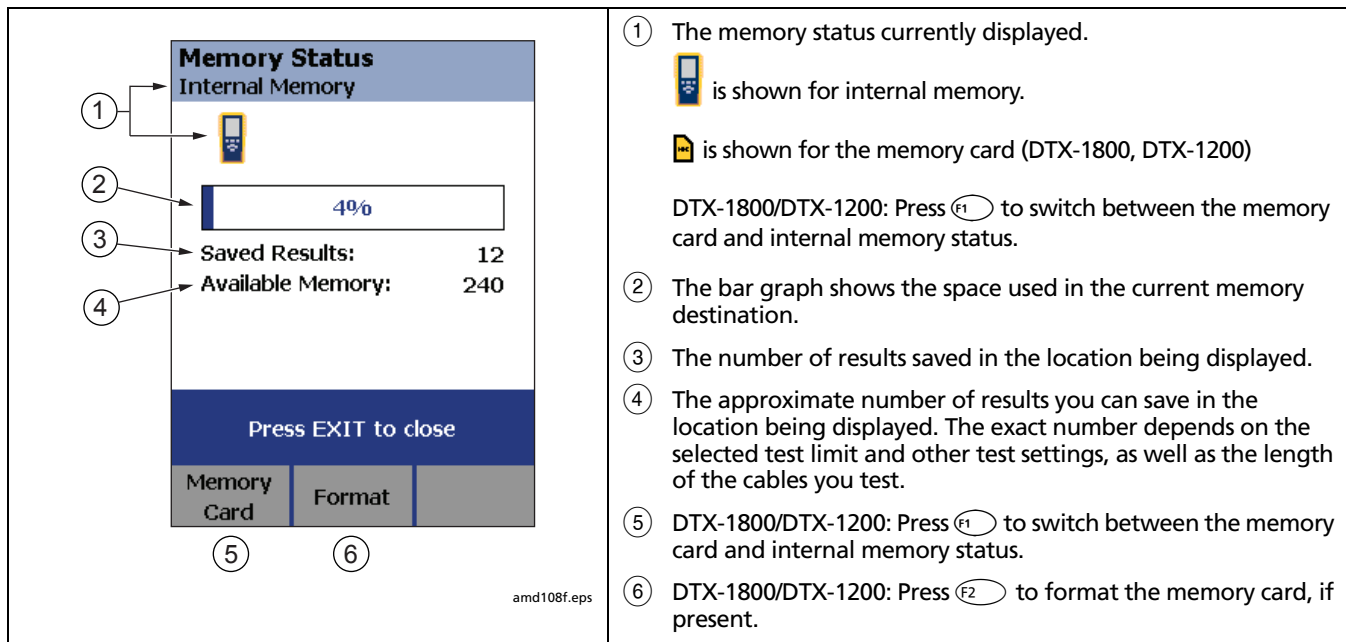 Memory Status
Internal Memory
1
2
4%
3
Saved Results: 12
4
Available Memory: 240
Press EXIT to close
Memory
Card
Format
5
6
amd108f.eps
1 The memory status currently displayed.
is shown for internal memory.
is shown for the memory card (DTX-1800, DTX-1200)
DTX-1800/DTX-1200: Press F1 to switch between the memory
card and internal memory status.
2 The bar graph shows the space used in the current memory
destination.
3 The number of results saved in the location being displayed.
4 The approximate number of results you can save in the
location being displayed. The exact number depends on the
selected test limit and other test settings, as well as the length
of the cables you test.
5 DTX-1800/DTX-1200: Press F1 to switch between the memory
card and internal memory status.
6 DTX-1800/DTX-1200: Press F2 to format the memory card, if
present.